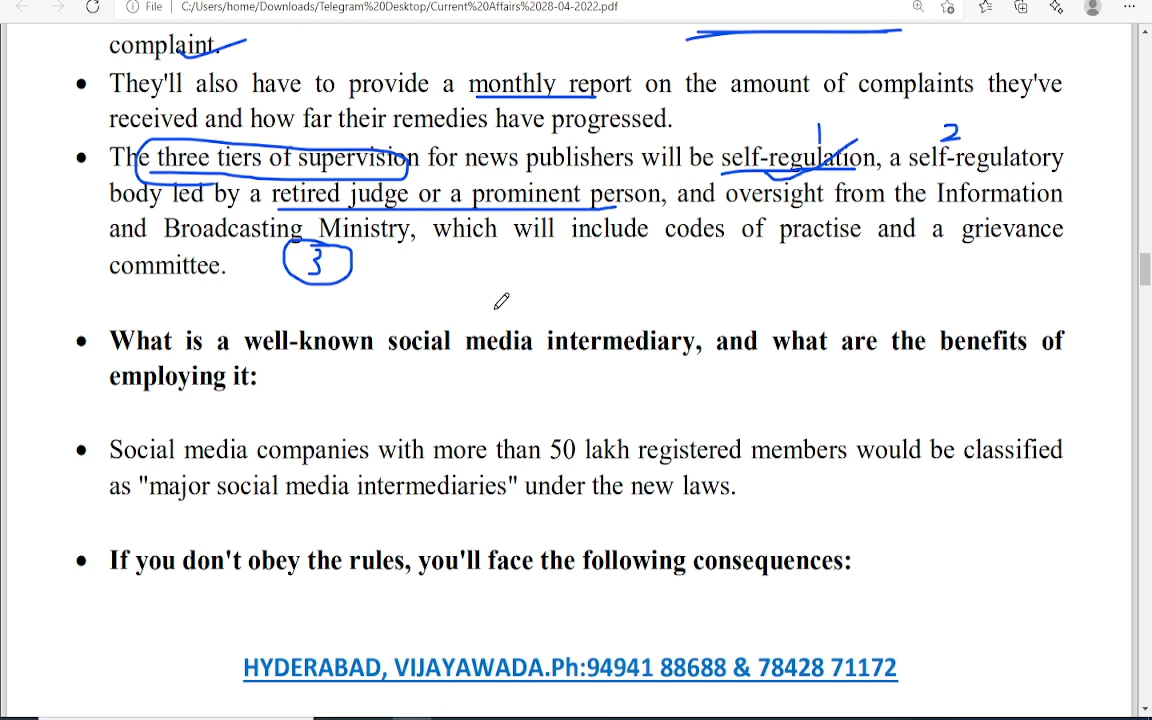 File
C:/Users/home/Downloads/Telegram%20Desktop/Current%20Affairs%2028-04-2022.pdf
complaint.
• They'll also have to provide a monthly report on the amount of complaints they've
received and how far their remedies have progressed.
1 2
• The three tiers of supervision for news publishers will be self-regulation, a self-regulatory
body led by a retired judge or a prominent person, and oversight from the Information
and Broadcasting Ministry, which will include codes of practise and a grievance
committee.
3
• What is a well-known social media intermediary, and what are the benefits of
employing it:
• Social media companies with more than 50 lakh registered members would be classified
as "major social media intermediaries" under the new laws.
• If you don't obey the rules, you'll face the following consequences:
HYDERABAD, VIJAYAWADA.Ph:94941 88688 & 78428 71172